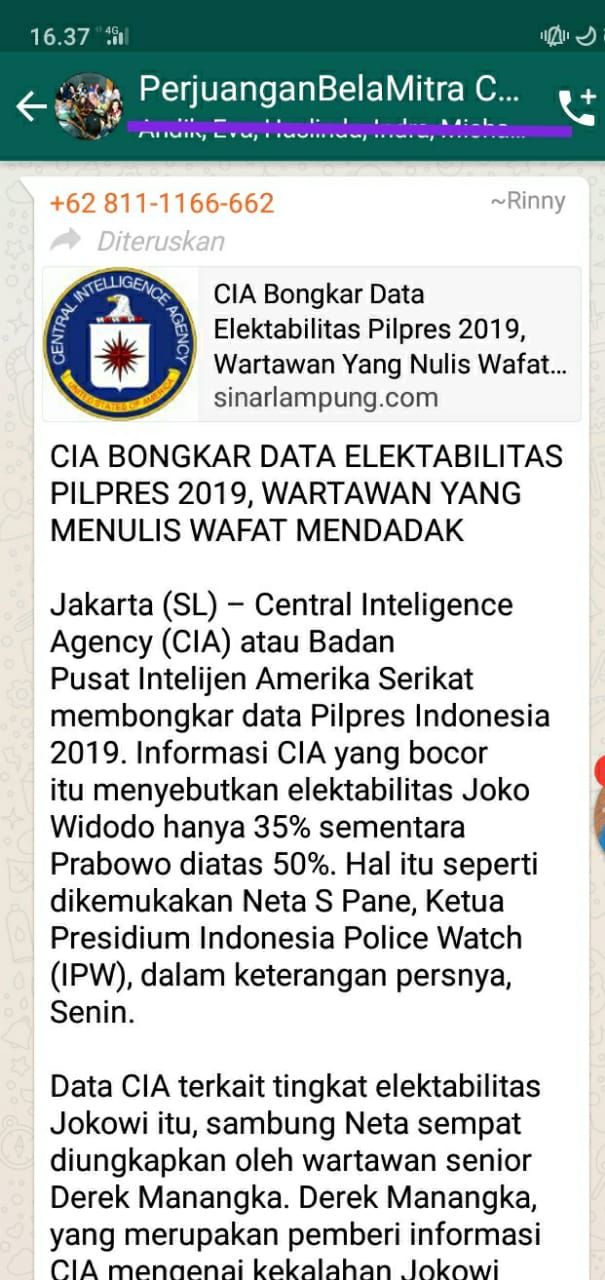 16.37 4G
PerjuanganBelaMitra C...
+62 811-1166-662 ~Rinny
Diteruskan
CENTRAL INTELLIGENCE AGENCY
UNITED STATES OF AMERICA
CIA Bongkar Data
Elektabilitas Pilpres 2019,
Wartawan Yang Nulis Wafat...
sinarlampung.com
CIA BONGKAR DATA ELEKTABILITAS
PILPRES 2019, WARTAWAN YANG
MENULIS WAFAT MENDADAK
Jakarta (SL) – Central Inteligence
Agency (CIA) atau Badan
Pusat Intelijen Amerika Serikat
membongkar data Pilpres Indonesia
2019. Informasi CIA yang bocor
itu menyebutkan elektabilitas Joko
Widodo hanya 35% sementara
Prabowo diatas 50%. Hal itu seperti
dikemukakan Neta S Pane, Ketua
Presidium Indonesia Police Watch
(IPW), dalam keterangan persnya,
Senin.
Data CIA terkait tingkat elektabilitas
Jokowi itu, sambung Neta sempat
diungkapkan oleh wartawan senior
Derek Manangka. Derek Manangka,
yang merupakan pemberi informasi
CIA mengenai kekalahan Jokowi